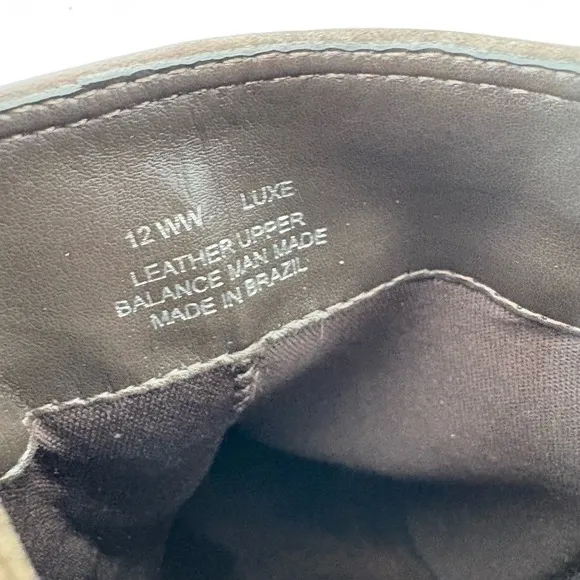 12 WW LUXE
LEATHER UPPER
BALANCE MAN MADE
MADE IN BRAZIL